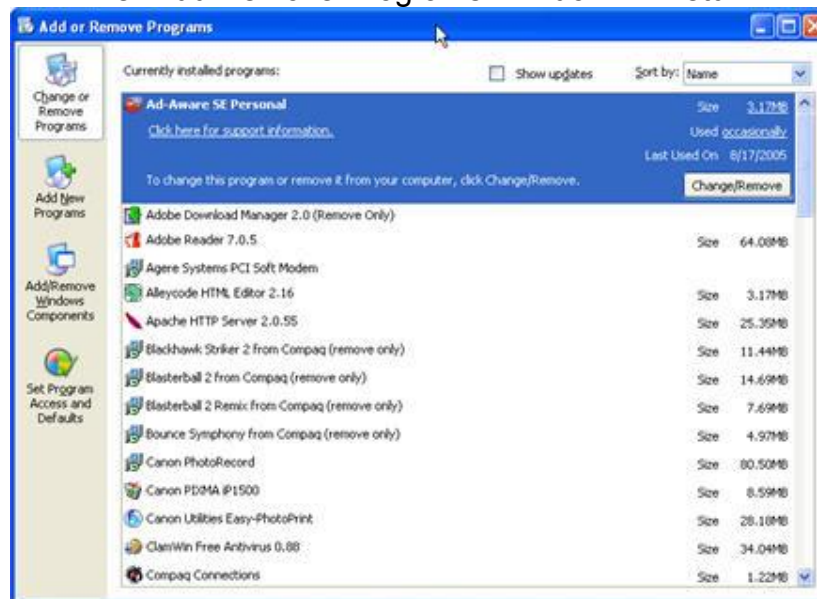 Add or Remove Programs
Change or
Remove
Programs
Add New
Programs
Add/Remove
Windows
Components
Set Program
Access and
Defaults
Currently installed programs: Show updates Sort by: Name
Ad-Aware SE Personal Size 3.17MB
Click here for support information. Used occasionally
Last Used On 8/17/2005
To change this program or remove it from your computer, click Change/Remove. Change/Remove
Adobe Download Manager 2.0 (Remove Only)
Adobe Reader 7.0.5 Size 64.08MB
Agere Systems PCI Soft Modem
Alleycode HTML Editor 2.16 Size 3.17MB
Apache HTTP Server 2.0.55 Size 25.35MB
Blackhawk Striker 2 from Compaq (remove only) Size 11.44MB
Blasterball 2 from Compaq (remove only) Size 14.69MB
Blasterball 2 Remix from Compaq (remove only) Size 7.69MB
Bounce Symphony from Compaq (remove only) Size 4.97MB
Canon PhotoRecord Size 80.50MB
Canon PIXMA iP1500 Size 8.59MB
Canon Utilities Easy-PhotoPrint Size 28.18MB
ClamWin Free Antivirus 0.88 Size 34.04MB
Compaq Connections Size 1.22MB